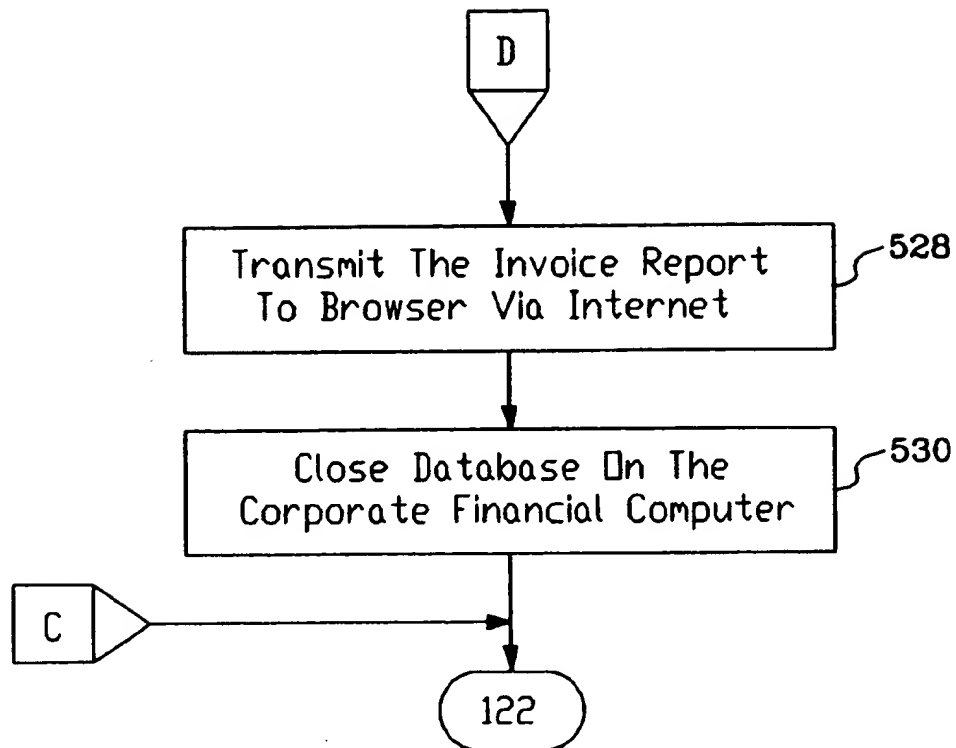 D
Transmit The Invoice Report
To Browser Via Internet
528
Close Database On The
Corporate Financial Computer
530
C
122